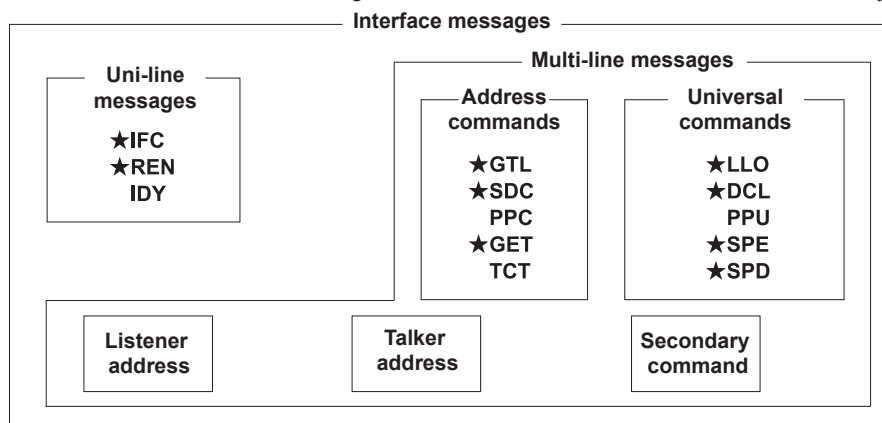 Interface messages
Uni-line
messages
★IFC
★REN
IDY
Multi-line messages
Address
commands
★GTL
★SDC
PPC
★GET
TCT
Universal
commands
★LLO
★DCL
PPU
★SPE
★SPD
Listener
address
Talker
address
Secondary
command